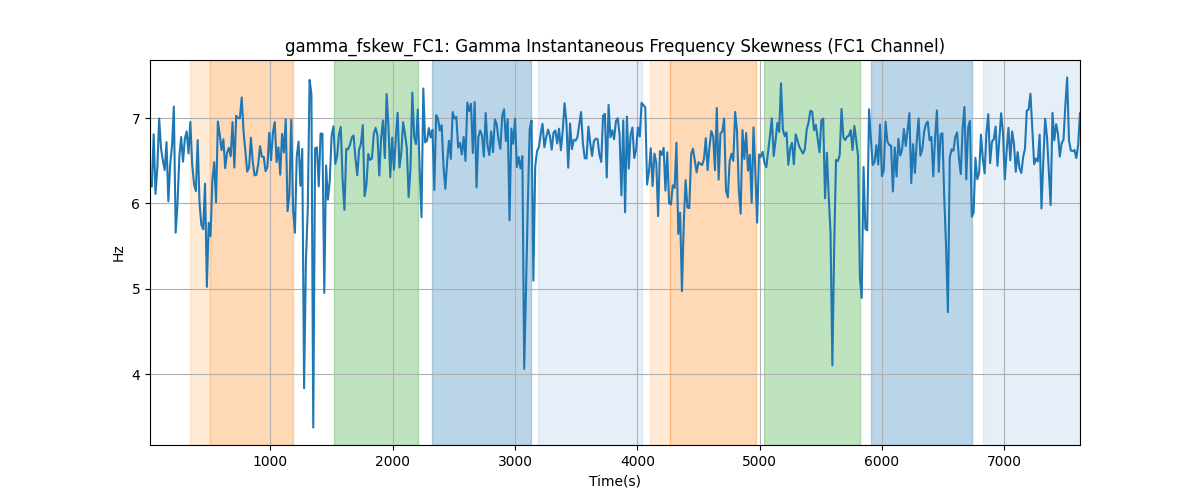 gamma_fskew_FC1: Gamma Instantaneous Frequency Skewness (FC1 Channel)
7
6
5
4
Hz
1000 2000 3000 4000 5000 6000 7000
Time(s)